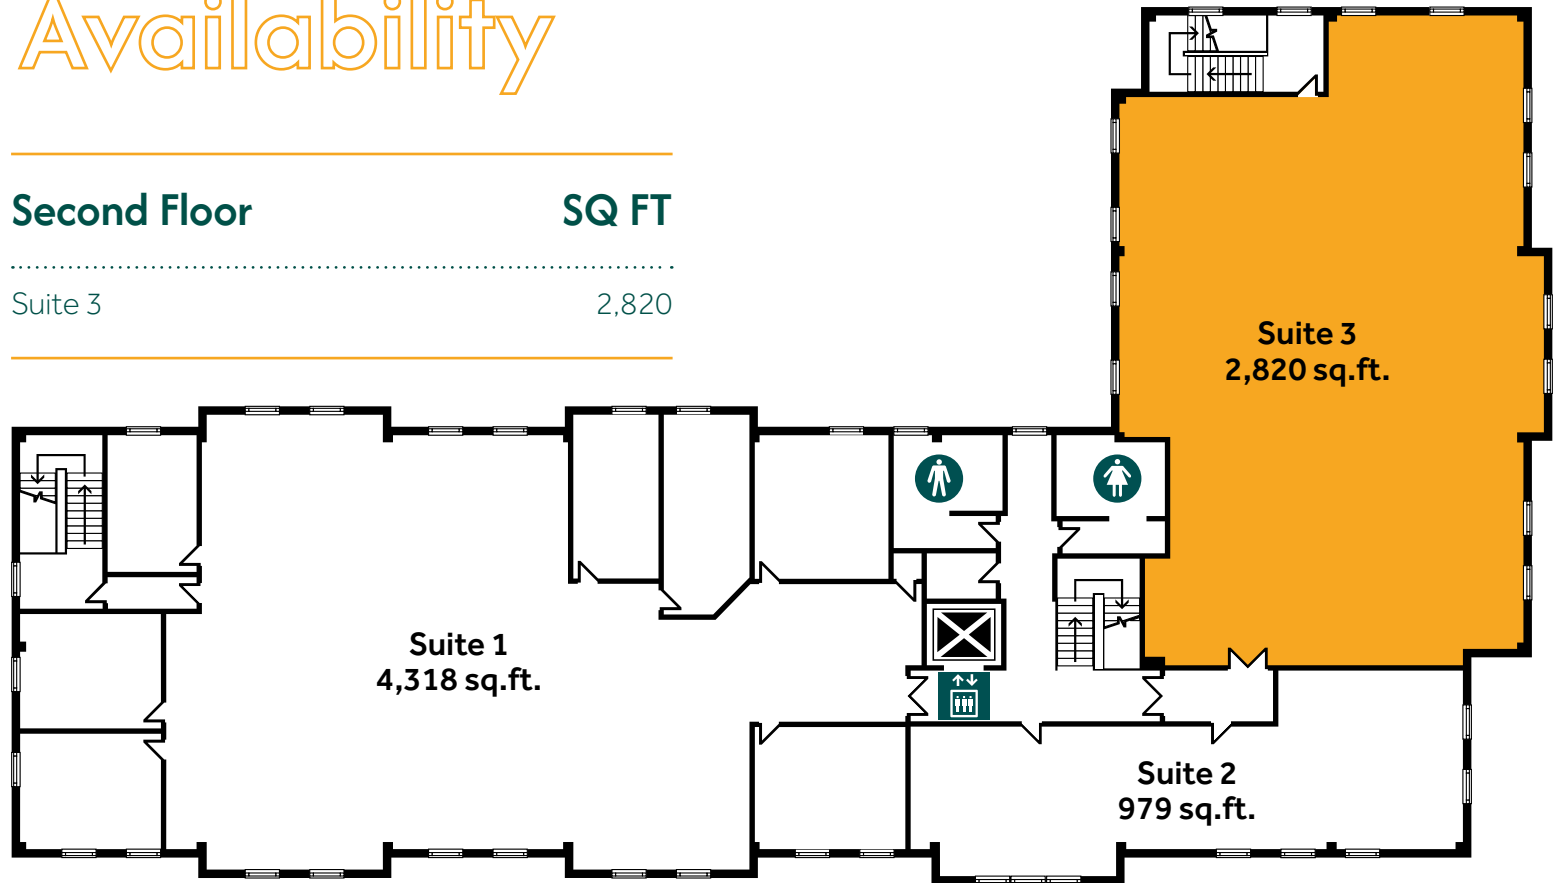 Availability
Second Floor SQ FT
Suite 3 2,820
Suite 3
2,820 sq.ft.
Suite 1
4,318 sq.ft.
Suite 2
979 sq.ft.